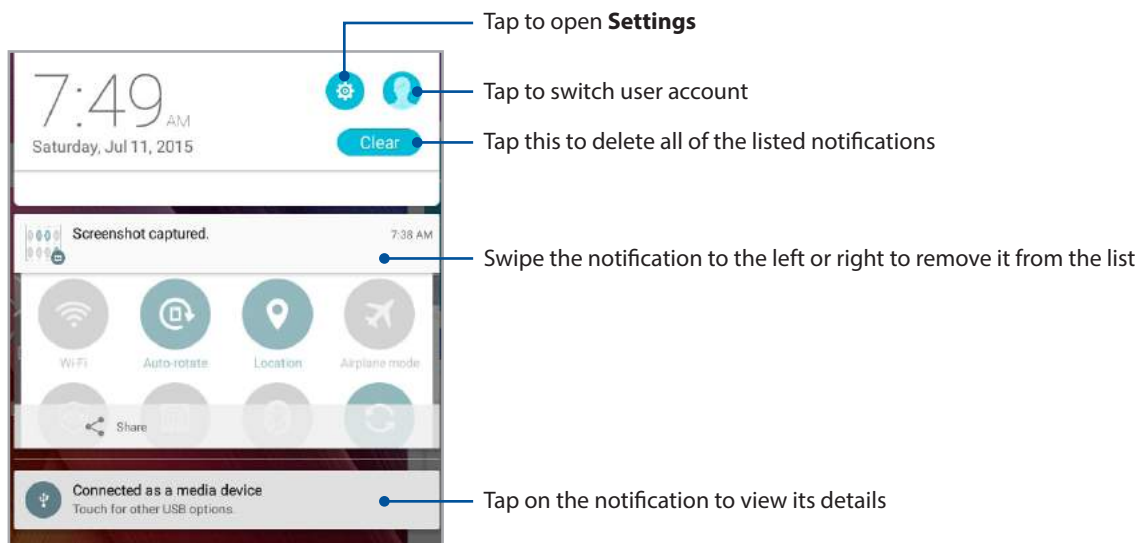 Tap to open Settings
7:49 AM
Tap to switch user account
Saturday, Jul 11, 2015
Clear
Tap this to delete all of the listed notifications
Screenshot captured.
7:38 AM
Swipe the notification to the left or right to remove it from the list
Wi-Fi
Auto-rotate
Location
Airplane mode
Share
Connected as a media device
Touch for other USB options.
Tap on the notification to view its details